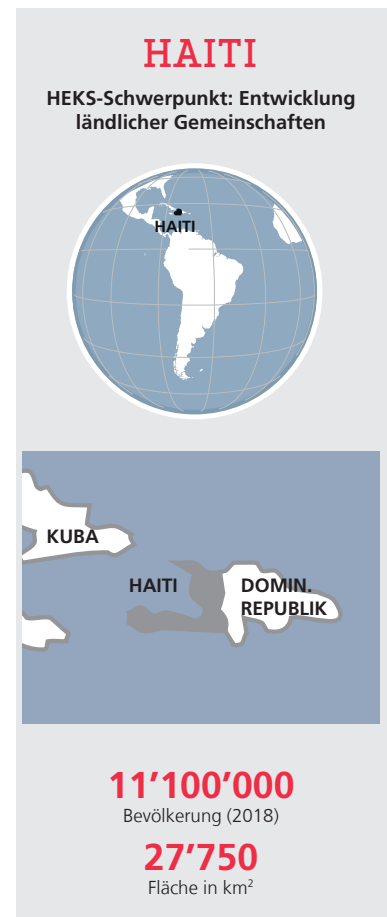 HAITI
HEKS-Schwerpunkt: Entwicklung
ländlicher Gemeinschaften
HAITI
KUBA
HAITI
DOMIN.
REPUBLIK
11’100’000
Bevölkerung (2018)
27’750
Fläche in km²